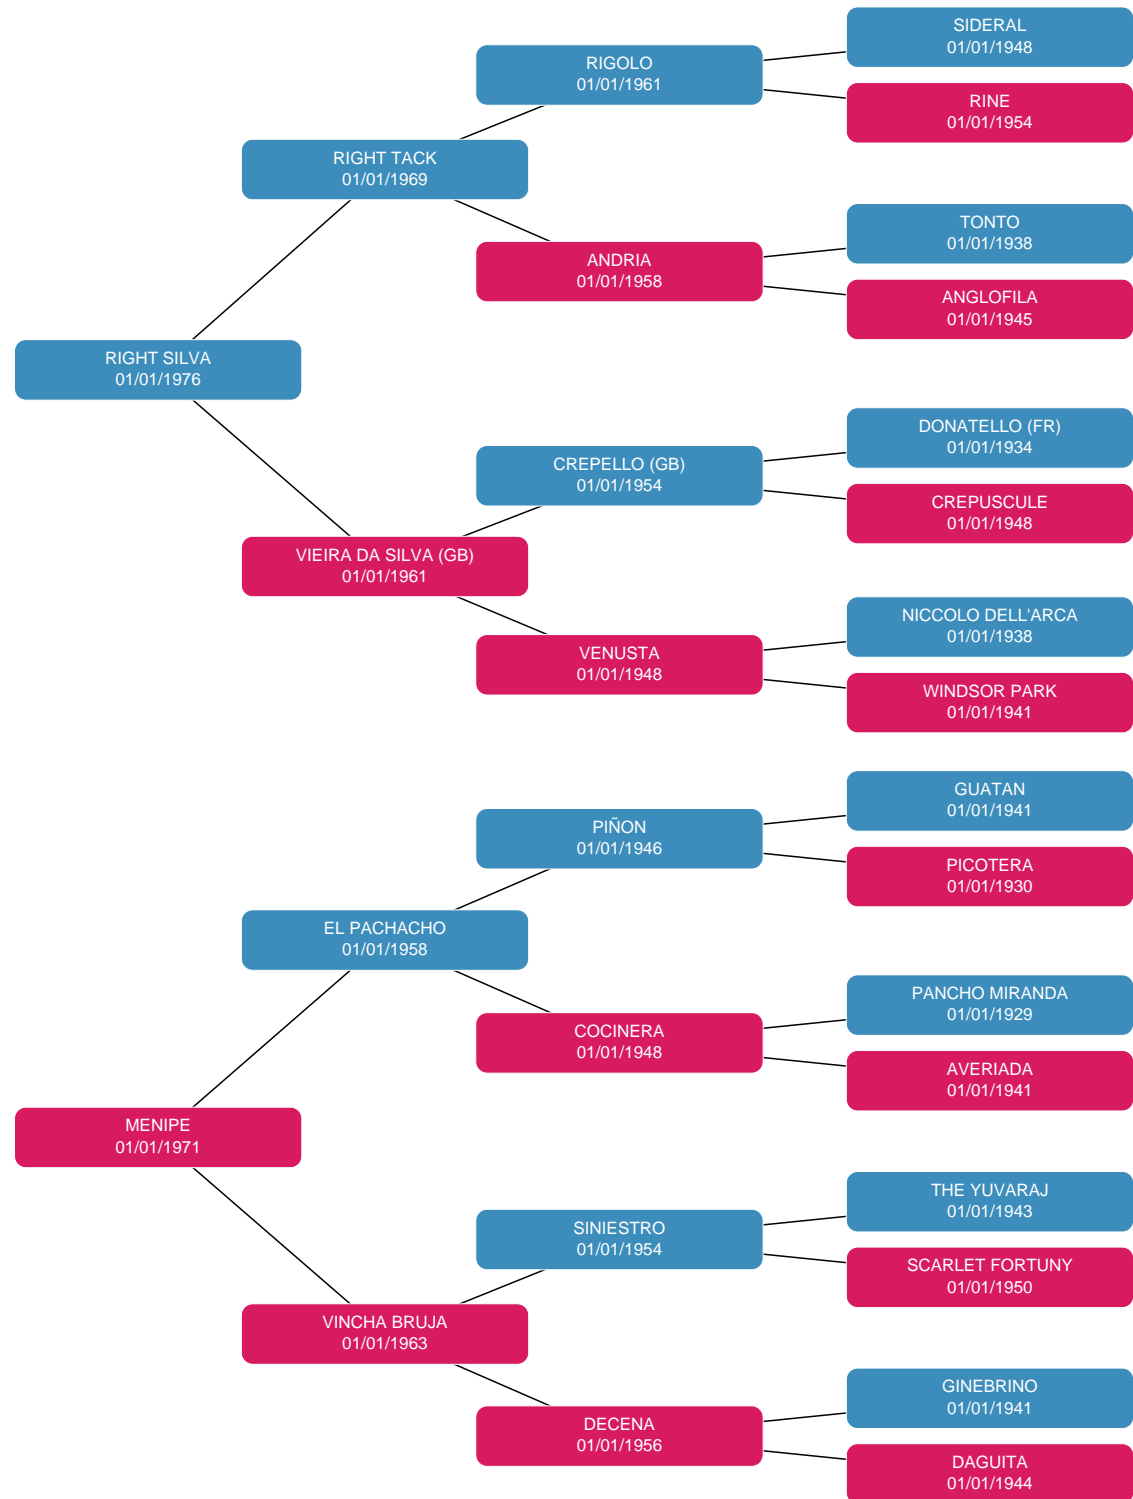 SIDERAL
01/01/1948
RIGOLO
01/01/1961
RINE
01/01/1954
RIGHT TACK
01/01/1969
TONTO
01/01/1938
ANDRIA
01/01/1958
ANGLOFILA
01/01/1945
RIGHT SILVA
01/01/1976
DONATELLO (FR)
01/01/1934
CREPELLO (GB)
01/01/1954
CREPUSCULE
01/01/1948
VIEIRA DA SILVA (GB)
01/01/1961
NICCOLO DELL'ARCA
01/01/1938
VENUSTA
01/01/1948
WINDSOR PARK
01/01/1941
GUATAN
01/01/1941
PIÑON
01/01/1946
PICOTERA
01/01/1930
EL PACHACHO
01/01/1958
PANCHO MIRANDA
01/01/1929
COCINERA
01/01/1948
AVERIADA
01/01/1941
MENIPE
01/01/1971
THE YUVARAJ
01/01/1943
SINIESTRO
01/01/1954
SCARLET FORTUNY
01/01/1950
VINCHA BRUJA
01/01/1963
GINEBRINO
01/01/1941
DECENA
01/01/1956
DAGUITA
01/01/1944